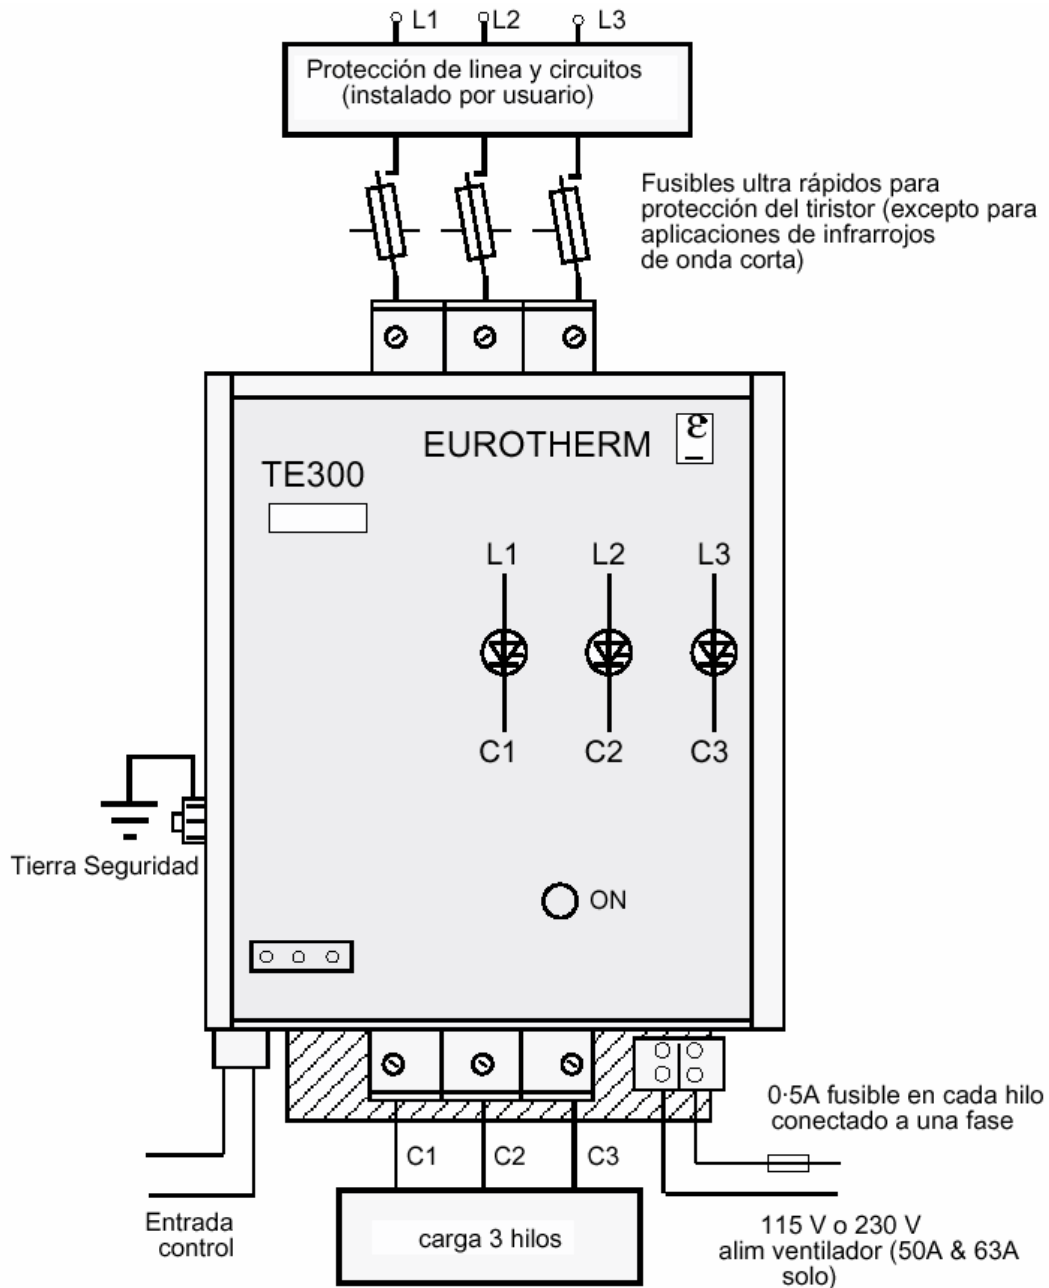 L1 L2 L3
Protección de linea y circuitos
(instalado por usuario)
Fusibles ultra rápidos para
protección del tiristor (excepto para
aplicaciones de infrarrojos
de onda corta)
EUROTHERM
ε
TE300
L1 L2 L3
C1 C2 C3
Tierra Seguridad
ON
0·5A fusible en cada hilo
conectado a una fase
C1 C2 C3
Entrada
control
carga 3 hilos
115 V o 230 V
alim ventilador (50A & 63A
solo)